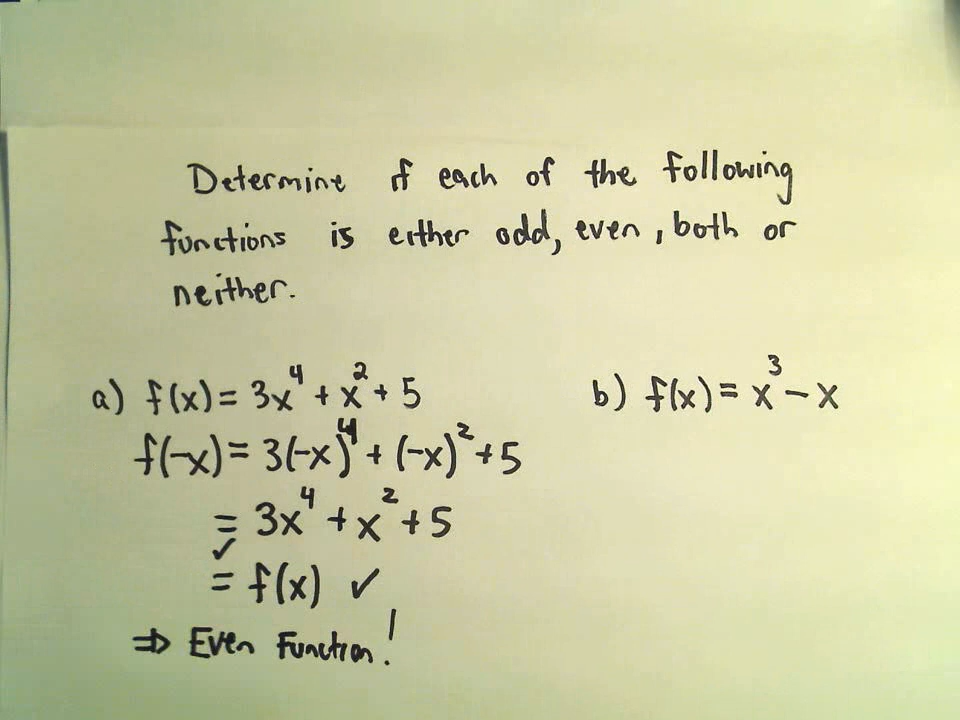 Determine if each of the following
functions is either odd, even, both or
neither.
a) f(x) = 3x⁴ + x² + 5
f(-x) = 3(-x)⁴ + (-x)² + 5
= 3x⁴ + x² + 5
✓
= f(x) ✓
⇒ Even Function!
b) f(x) = x³ - x